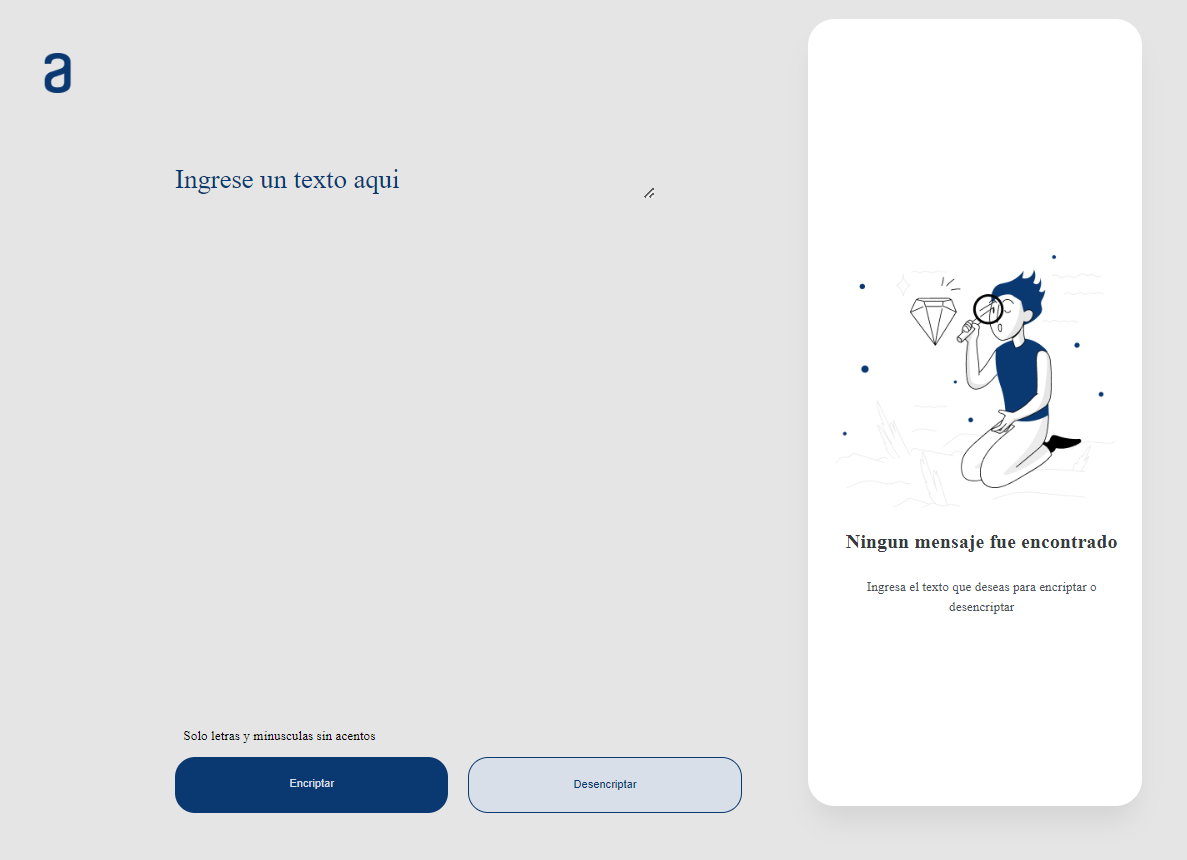 a
Ingrese un texto aqui
Ningun mensaje fue encontrado
Ingresa el texto que deseas para encriptar o
desencriptar
Solo letras y minusculas sin acentos
Encriptar
Desencriptar